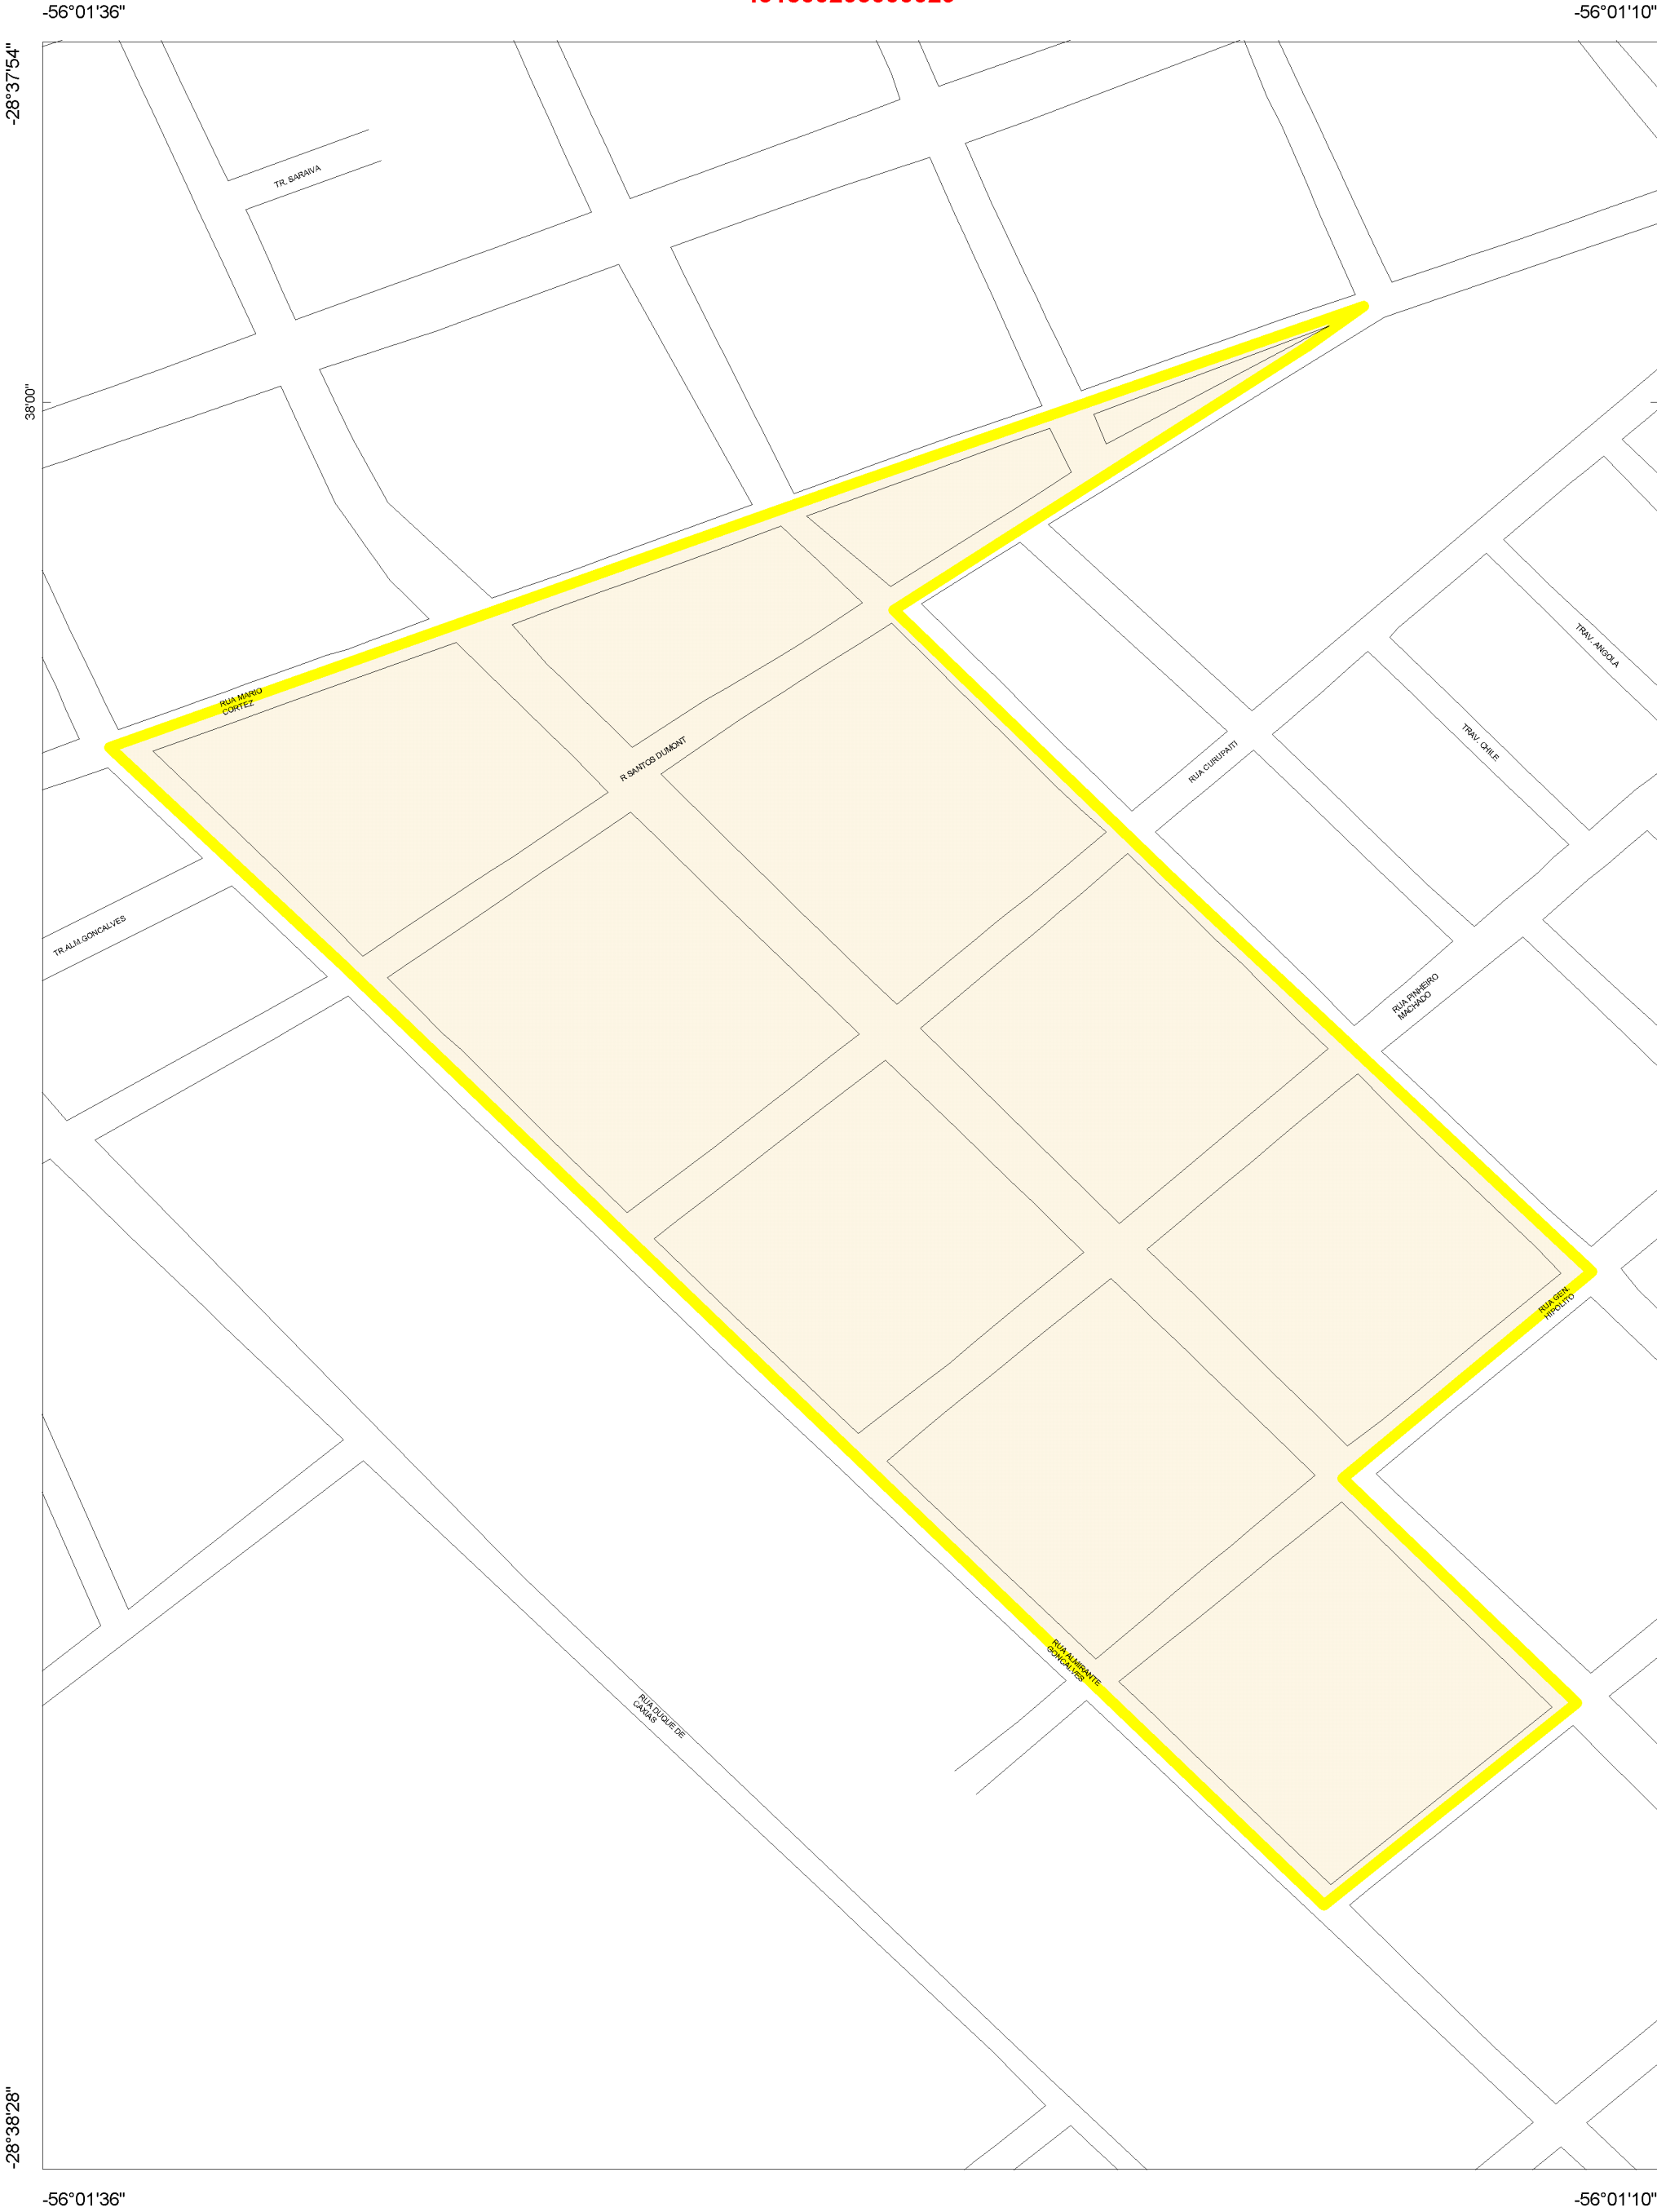 -56°01'36"
-56°01'10"
-28°37'54"
TR. SARAIVA
38'00"
TRAV. ANGOLA
RUA MARIO
CORTEZ
R.SANTOS DUMONT
TRAV. CHILE
RUA CURUPAITI
TR.ALM.GONCALVES
RUA PINHEIRO
MACHADO
RUA GEN.
HIPOLITO
RUA ALMIRANTE
GONCALVES
RUA DUQUE DE
CAXIAS
-28°38'28"
-56°01'36"
-56°01'10"